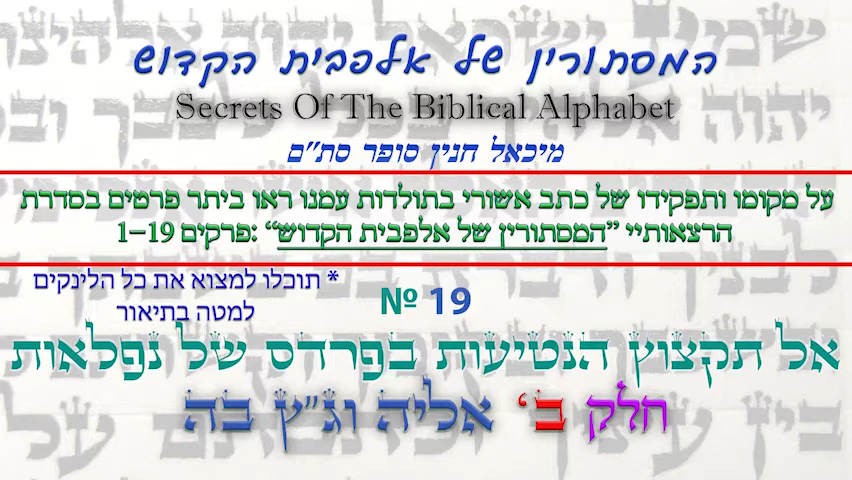 המסתורין של אלפבית הקדוש
Secrets Of The Biblical Alphabet
מיכאל חנין סופר סת״ם
על מקומו ותפקידו של כתב אשורי בתולדות עמנו ראו ביתר פרטים בסדרת
הרצאותיי ”המסתורין של אלפבית הקדוש“ :פרקים 1–19
* תוכלו למצוא את כל הלינקים
למטה בתיאור
№ 19
אל תקצוץ הנטיעות בפרדס של נפלאות
חלק ב‘ אליה וג״ץ בה